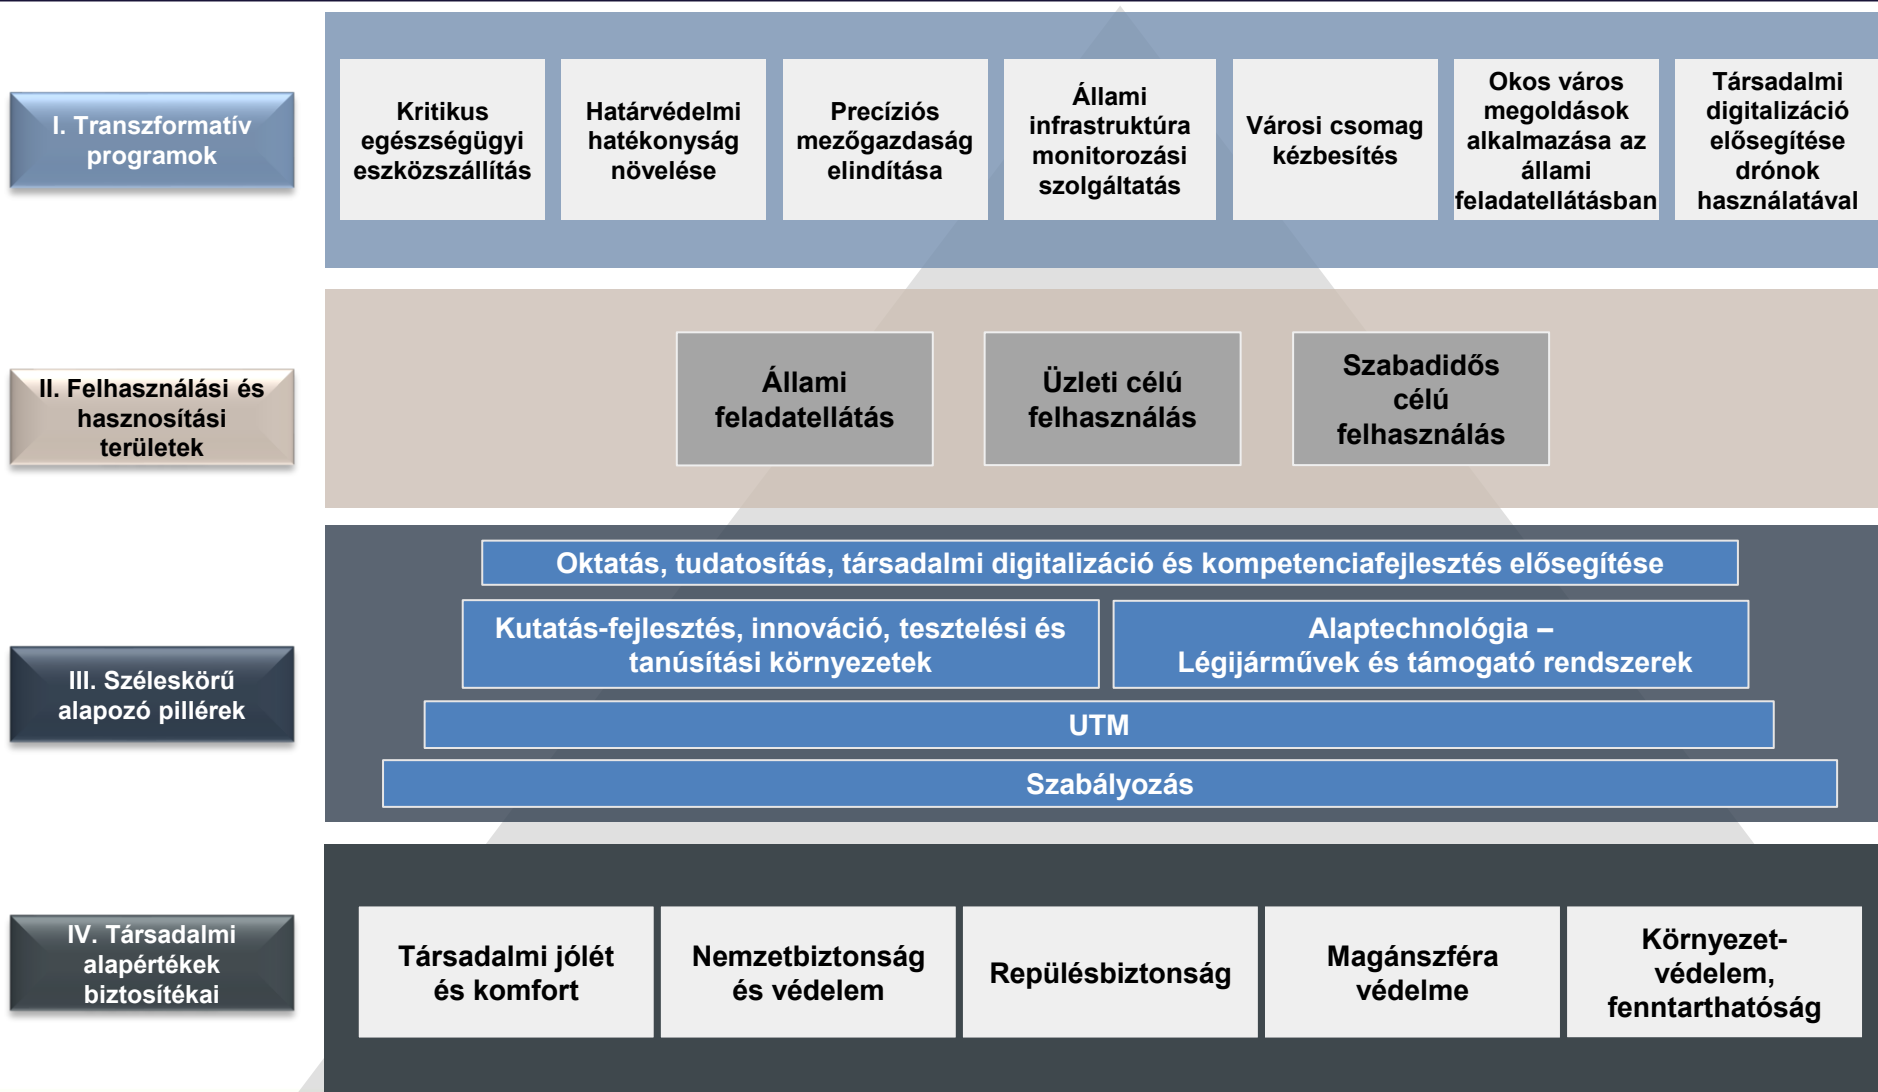 I. Transzformatív
programok
Kritikus
egészségügyi
eszközszállítás
Határvédelmi
hatékonyság
növelése
Precíziós
mezőgazdaság
elindítása
Állami
infrastruktúra
monitorozási
szolgáltatás
Városi csomag
kézbesítés
Okos város
megoldások
alkalmazása az
állami
feladatellátásban
Társadalmi
digitalizáció
elősegítése
drónok
használatával
II. Felhasználási és
hasznosítási
területek
Állami
feladatellátás
Üzleti célú
felhasználás
Szabadidős
célú
felhasználás
III. Széleskörű
alapozó pillérek
Oktatás, tudatosítás, társadalmi digitalizáció és kompetenciafejlesztés elősegítése
Kutatás-fejlesztés, innováció, tesztelési és
tanúsítási környezetek
Alaptechnológia –
Légijárművek és támogató rendszerek
UTM
Szabályozás
IV. Társadalmi
alapértékek
biztosítékai
Társadalmi jólét
és komfort
Nemzetbiztonság
és védelem
Repülésbiztonság
Magánszféra
védelme
Környezet-
védelem,
fenntarthatóság